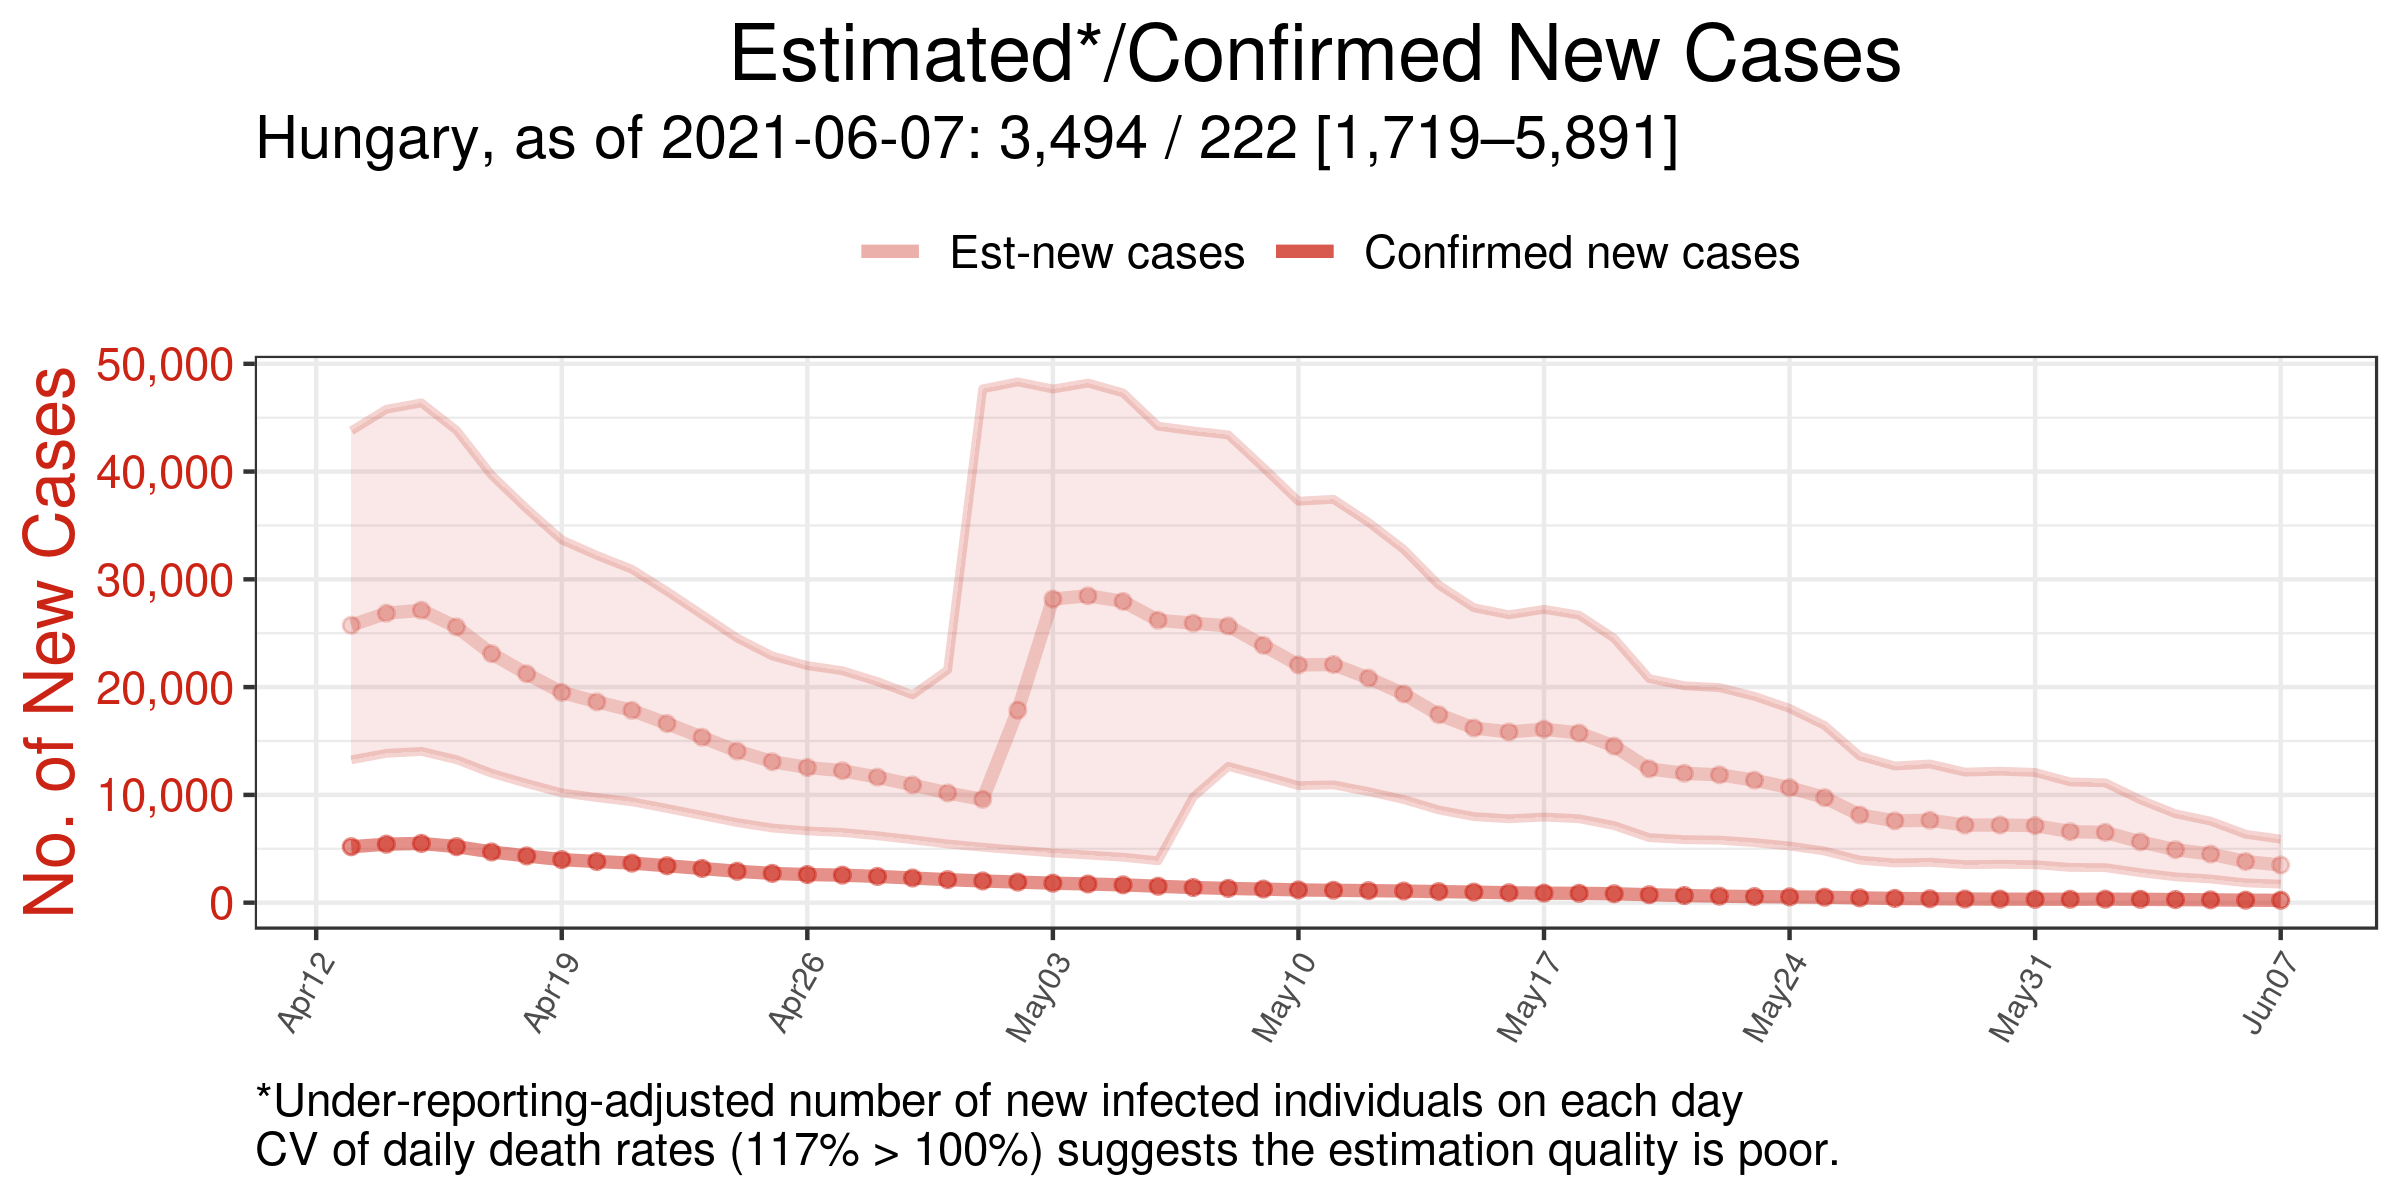 Estimated*/Confirmed New Cases
Hungary, as of 2021-06-07: 3,494 / 222 [1,719–5,891]
Est-new cases
Confirmed new cases
No. of New Cases
50,000
40,000
30,000
20,000
10,000
0
Apr12
Apr19
Apr26
May03
May10
May17
May24
May31
Jun07
*Under-reporting-adjusted number of new infected individuals on each day
CV of daily death rates (117% > 100%) suggests the estimation quality is poor.